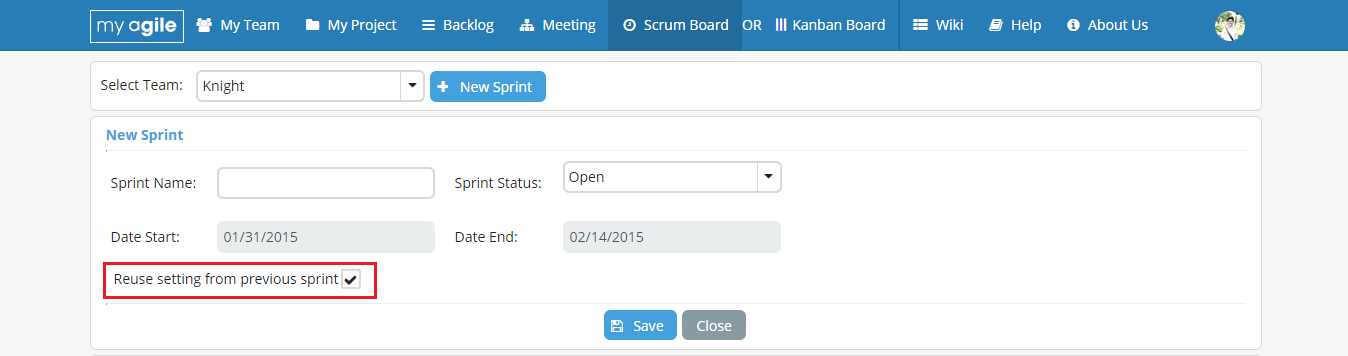 my agile My Team My Project Backlog Meeting Scrum Board OR Kanban Board Wiki Help About Us
Select Team: Knight New Sprint
New Sprint
Sprint Name: Sprint Status: Open
Date Start: 01/31/2015 Date End: 02/14/2015
Reuse setting from previous sprint
Save Close